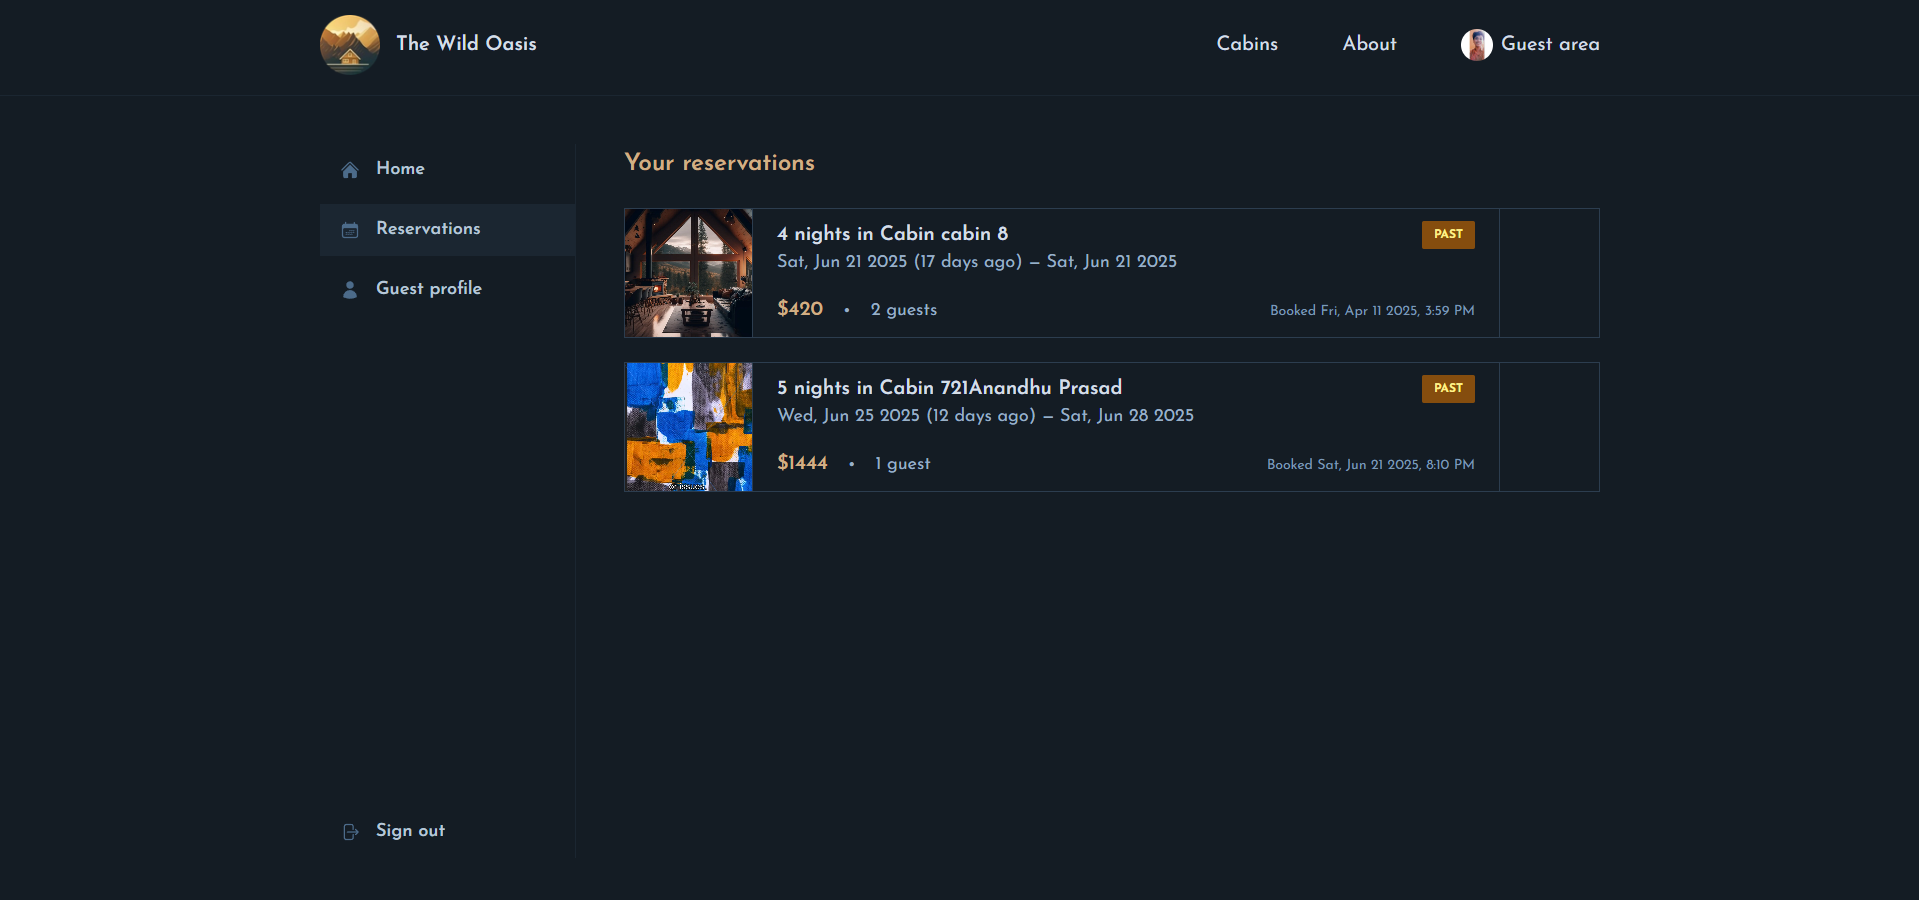 The Wild Oasis
Cabins
About
Guest area
Home
Reservations
Guest profile
Sign out
Your reservations
4 nights in Cabin cabin 8
PAST
Sat, Jun 21 2025 (17 days ago) — Sat, Jun 21 2025
$420 • 2 guests
Booked Fri, Apr 11 2025, 3:59 PM
5 nights in Cabin 721Anandhu Prasad
PAST
Wed, Jun 25 2025 (12 days ago) — Sat, Jun 28 2025
$1444 • 1 guest
Booked Sat, Jun 21 2025, 8:10 PM